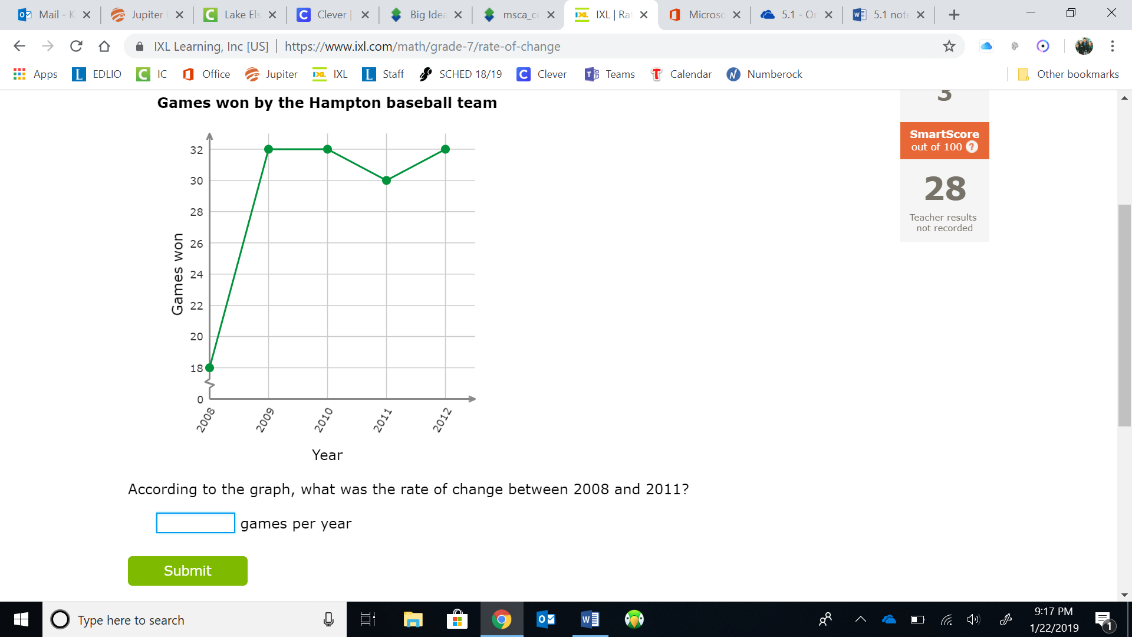 Mail - K
Jupiter
Lake El
Clever
Big Idea
msca_c
IXL | Ra
Micros
5.1 - O
5.1 not
IXL Learning, Inc [US] | https://www.ixl.com/math/grade-7/rate-of-change
Apps EDLIO IC Office Jupiter IXL Staff SCHED 18/19 Clever Teams Calendar Numberock Other bookmarks
Games won by the Hampton baseball team
3
SmartScore
out of 100 ?
28
Teacher results
not recorded
Games won
32
30
28
26
24
22
20
18
0
2008 2009 2010 2011 2012
Year
According to the graph, what was the rate of change between 2008 and 2011?
games per year
Submit
Type here to search
9:17 PM
1/22/2019
1